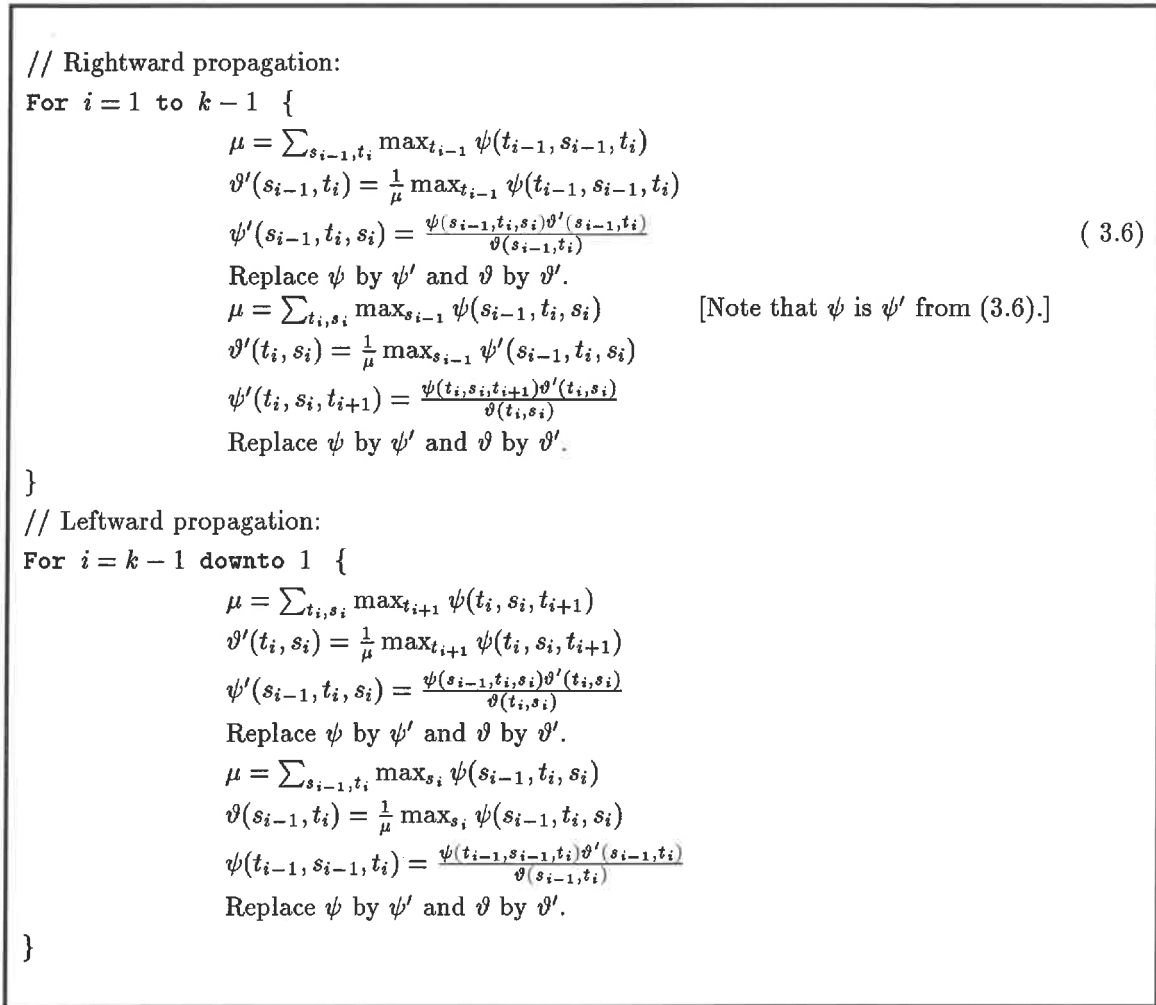 // Rightward propagation:
For i = 1 to k − 1 {
μ = ∑_{s_{i−1},t_i} max_{t_{i−1}} ψ(t_{i−1}, s_{i−1}, t_i)
ϑ′(s_{i−1}, t_i) = \frac{1}{μ} max_{t_{i−1}} ψ(t_{i−1}, s_{i−1}, t_i)
ψ′(s_{i−1}, t_i, s_i) = \frac{ψ(s_{i−1},t_i,s_i)ϑ′(s_{i−1},t_i)}{ϑ(s_{i−1},t_i)} ( 3.6)
Replace ψ by ψ′ and ϑ by ϑ′.
μ = ∑_{t_i,s_i} max_{s_{i−1}} ψ(s_{i−1}, t_i, s_i) [Note that ψ is ψ′ from (3.6).]
ϑ′(t_i, s_i) = \frac{1}{μ} max_{s_{i−1}} ψ′(s_{i−1}, t_i, s_i)
ψ′(t_i, s_i, t_{i+1}) = \frac{ψ(t_i,s_i,t_{i+1})ϑ′(t_i,s_i)}{ϑ(t_i,s_i)}
Replace ψ by ψ′ and ϑ by ϑ′.
}
// Leftward propagation:
For i = k − 1 downto 1 {
μ = ∑_{t_i,s_i} max_{t_{i+1}} ψ(t_i, s_i, t_{i+1})
ϑ′(t_i, s_i) = \frac{1}{μ} max_{t_{i+1}} ψ(t_i, s_i, t_{i+1})
ψ′(s_{i−1}, t_i, s_i) = \frac{ψ(s_{i−1},t_i,s_i)ϑ′(t_i,s_i)}{ϑ(t_i,s_i)}
Replace ψ by ψ′ and ϑ by ϑ′.
μ = ∑_{s_{i−1},t_i} max_{s_i} ψ(s_{i−1}, t_i, s_i)
ϑ(s_{i−1}, t_i) = \frac{1}{μ} max_{s_i} ψ(s_{i−1}, t_i, s_i)
ψ(t_{i−1}, s_{i−1}, t_i) = \frac{ψ(t_{i−1},s_{i−1},t_i)ϑ′(s_{i−1},t_i)}{ϑ(s_{i−1},t_i)}
Replace ψ by ψ′ and ϑ by ϑ′.
}